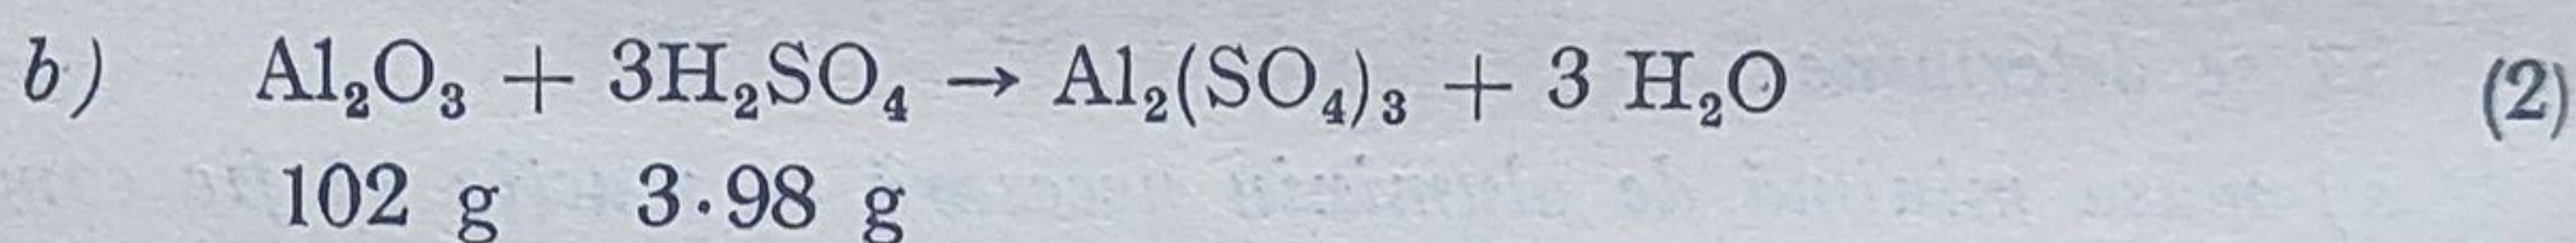 b) Al₂O₃ + 3H₂SO₄ → Al₂(SO₄)₃ + 3 H₂O (2)
102 g 3·98 g